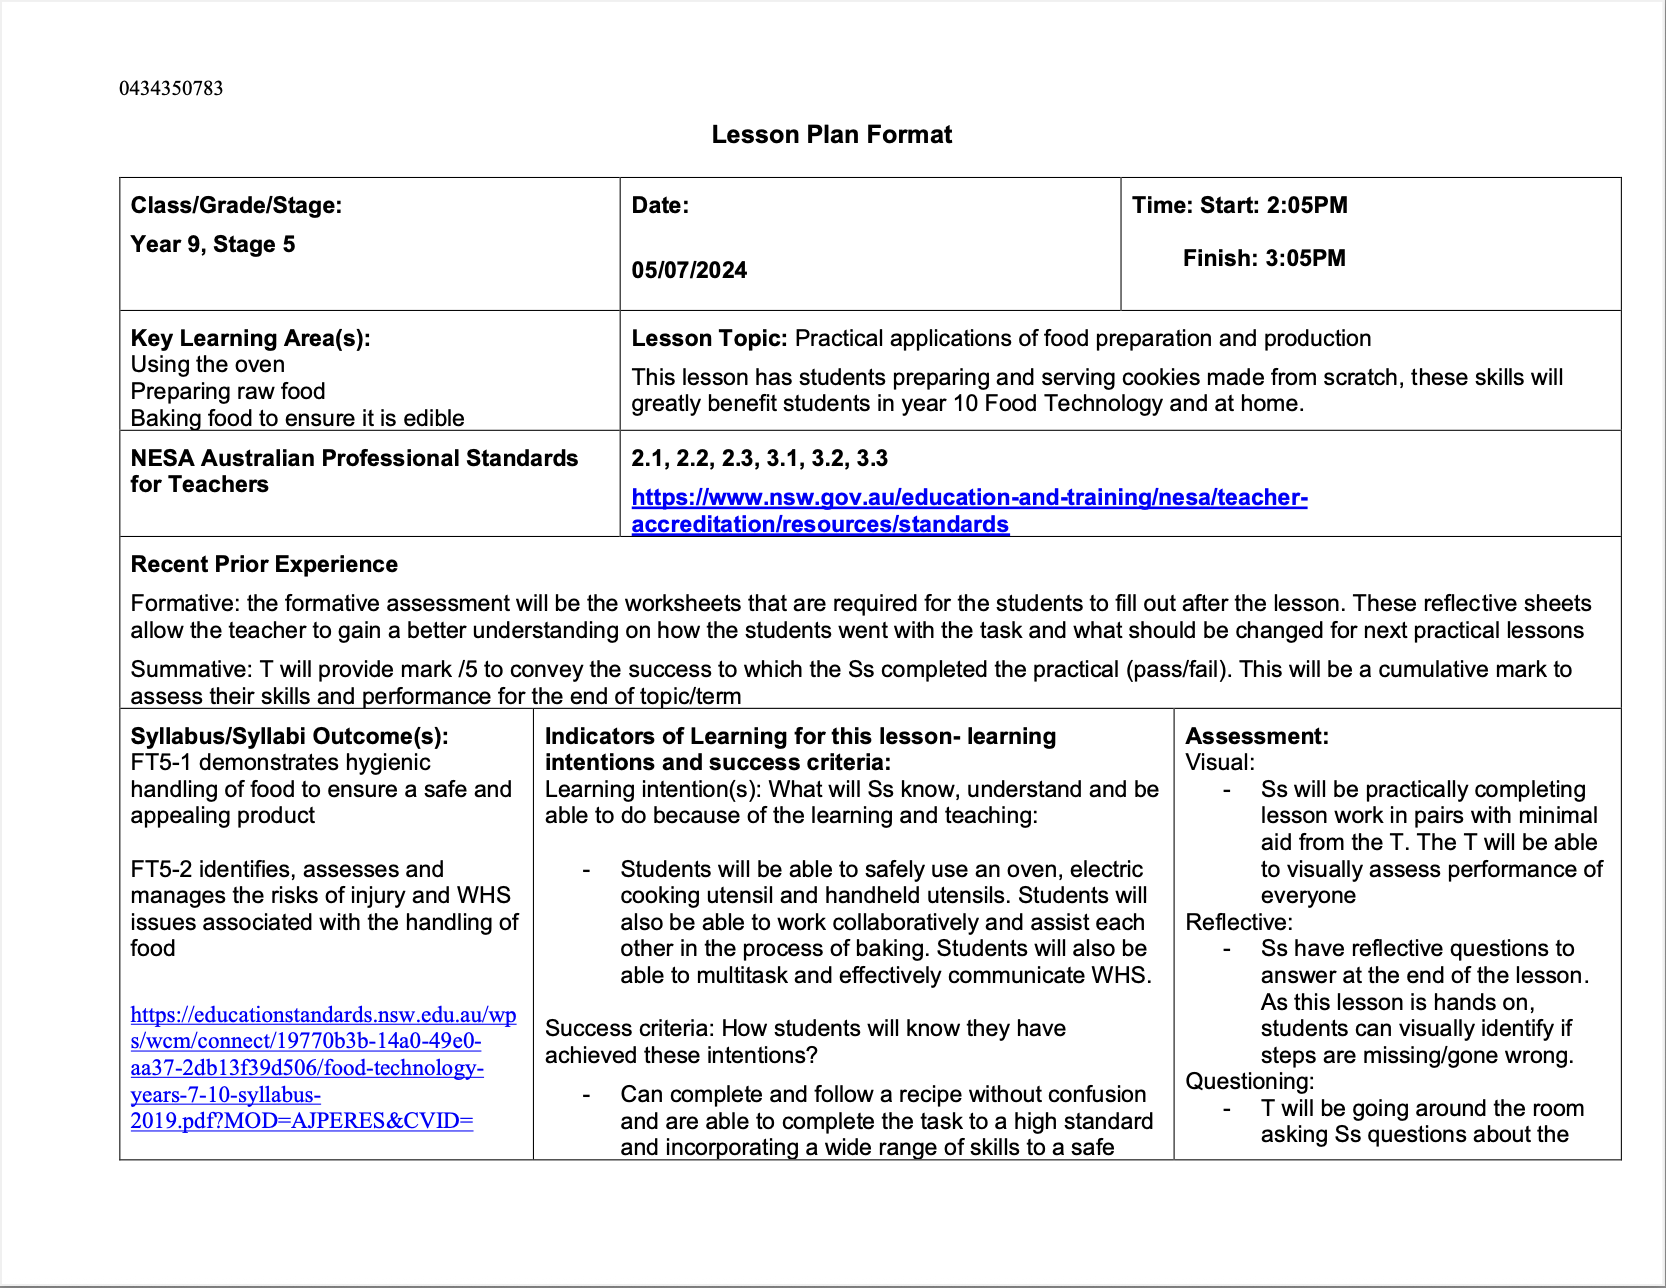 0434350783
Lesson Plan Format
Class/Grade/Stage:
Year 9, Stage 5
Date:
05/07/2024
Time: Start: 2:05PM
Finish: 3:05PM
Key Learning Area(s):
Using the oven
Preparing raw food
Baking food to ensure it is edible
Lesson Topic: Practical applications of food preparation and production
This lesson has students preparing and serving cookies made from scratch, these skills will
greatly benefit students in year 10 Food Technology and at home.
NESA Australian Professional Standards
for Teachers
2.1, 2.2, 2.3, 3.1, 3.2, 3.3
https://www.nsw.gov.au/education-and-training/nesa/teacher-
accreditation/resources/standards
Recent Prior Experience
Formative: the formative assessment will be the worksheets that are required for the students to fill out after the lesson. These reflective sheets
allow the teacher to gain a better understanding on how the students went with the task and what should be changed for next practical lessons
Summative: T will provide mark /5 to convey the success to which the Ss completed the practical (pass/fail). This will be a cumulative mark to
assess their skills and performance for the end of topic/term
Syllabus/Syllabi Outcome(s):
FT5-1 demonstrates hygienic
handling of food to ensure a safe and
appealing product
FT5-2 identifies, assesses and
manages the risks of injury and WHS
issues associated with the handling of
food
https://educationstandards.nsw.edu.au/wp
s/wcm/connect/19770b3b-14a0-49e0-
aa37-2db13f39d506/food-technology-
years-7-10-syllabus-
2019.pdf?MOD=AJPERES&CVID=
Indicators of Learning for this lesson- learning
intentions and success criteria:
Learning intention(s): What will Ss know, understand and be
able to do because of the learning and teaching:
- Students will be able to safely use an oven, electric
cooking utensil and handheld utensils. Students will
also be able to work collaboratively and assist each
other in the process of baking. Students will also be
able to multitask and effectively communicate WHS.
Success criteria: How students will know they have
achieved these intentions?
- Can complete and follow a recipe without confusion
and are able to complete the task to a high standard
and incorporating a wide range of skills to a safe
Assessment:
Visual:
- Ss will be practically completing
lesson work in pairs with minimal
aid from the T. The T will be able
to visually assess performance of
everyone
Reflective:
- Ss have reflective questions to
answer at the end of the lesson.
As this lesson is hands on,
students can visually identify if
steps are missing/gone wrong.
Questioning:
- T will be going around the room
asking Ss questions about the